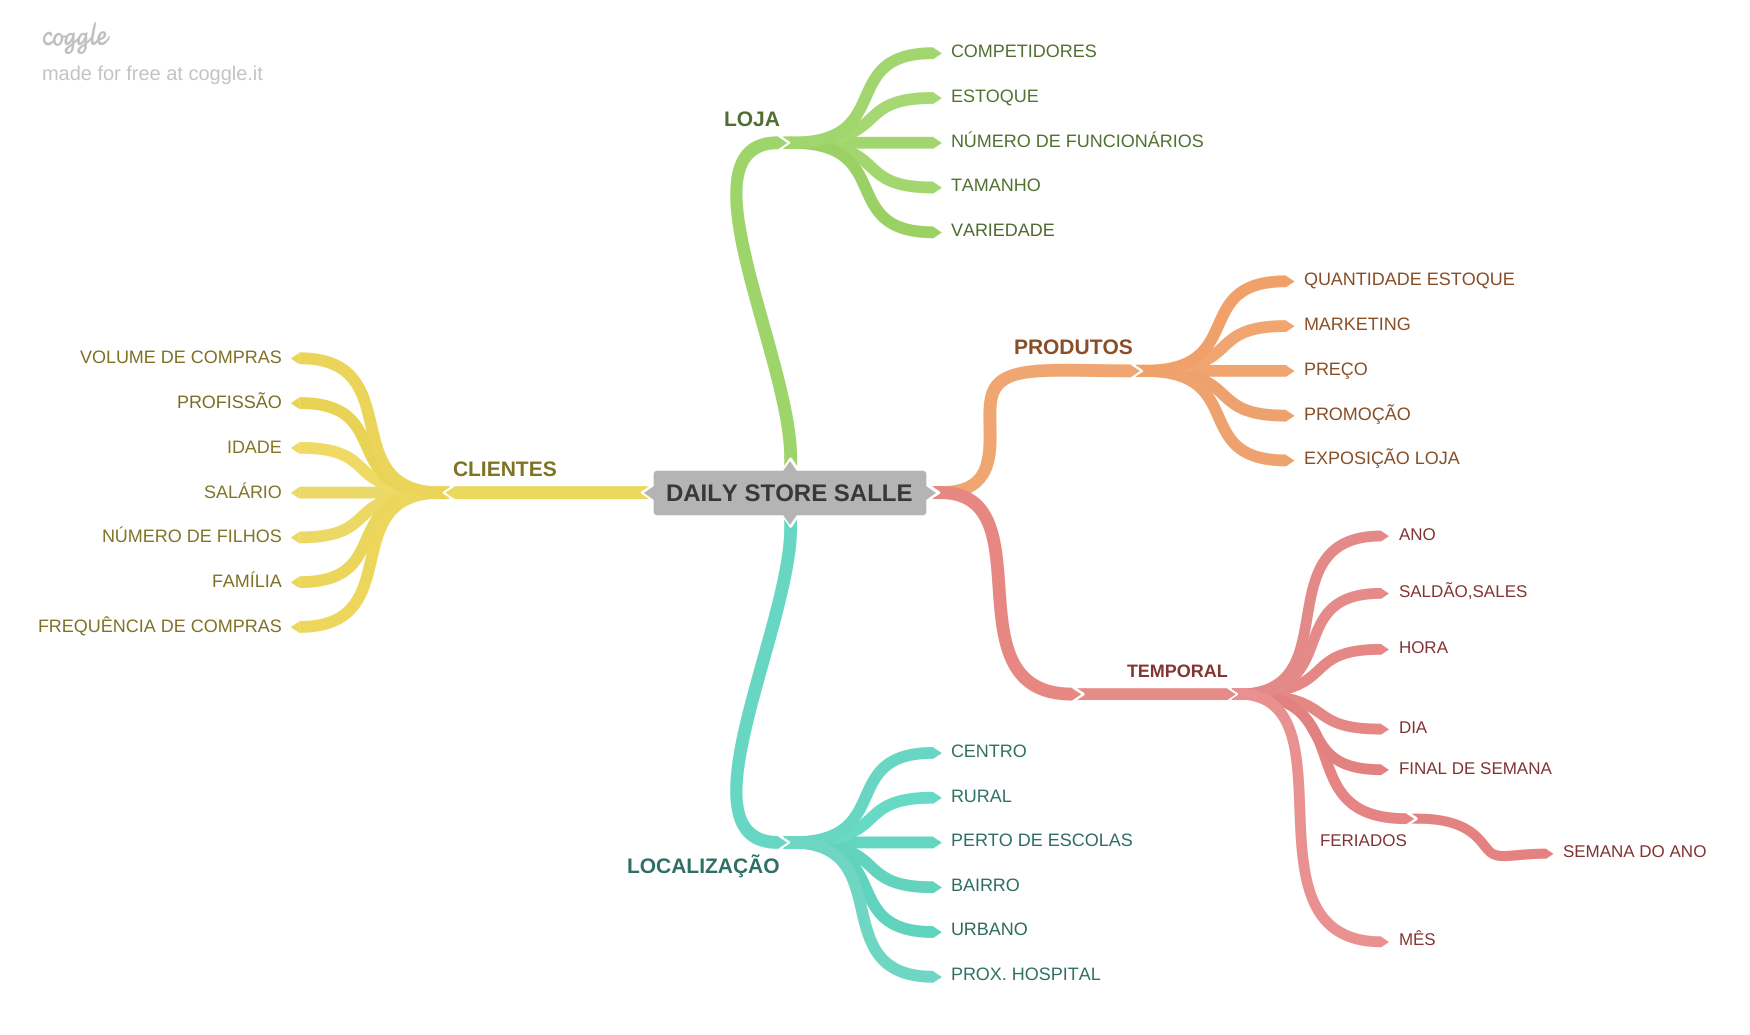 coggle
made for free at coggle.it
LOJA
COMPETIDORES
ESTOQUE
NÚMERO DE FUNCIONÁRIOS
TAMANHO
VARIEDADE
PRODUTOS
QUANTIDADE ESTOQUE
MARKETING
PREÇO
PROMOÇÃO
EXPOSIÇÃO LOJA
CLIENTES
VOLUME DE COMPRAS
PROFISSÃO
IDADE
SALÁRIO
NÚMERO DE FILHOS
FAMÍLIA
FREQUÊNCIA DE COMPRAS
DAILY STORE SALLE
TEMPORAL
ANO
SALDÃO,SALES
HORA
DIA
FINAL DE SEMANA
FERIADOS
SEMANA DO ANO
MÊS
LOCALIZAÇÃO
CENTRO
RURAL
PERTO DE ESCOLAS
BAIRRO
URBANO
PROX. HOSPITAL